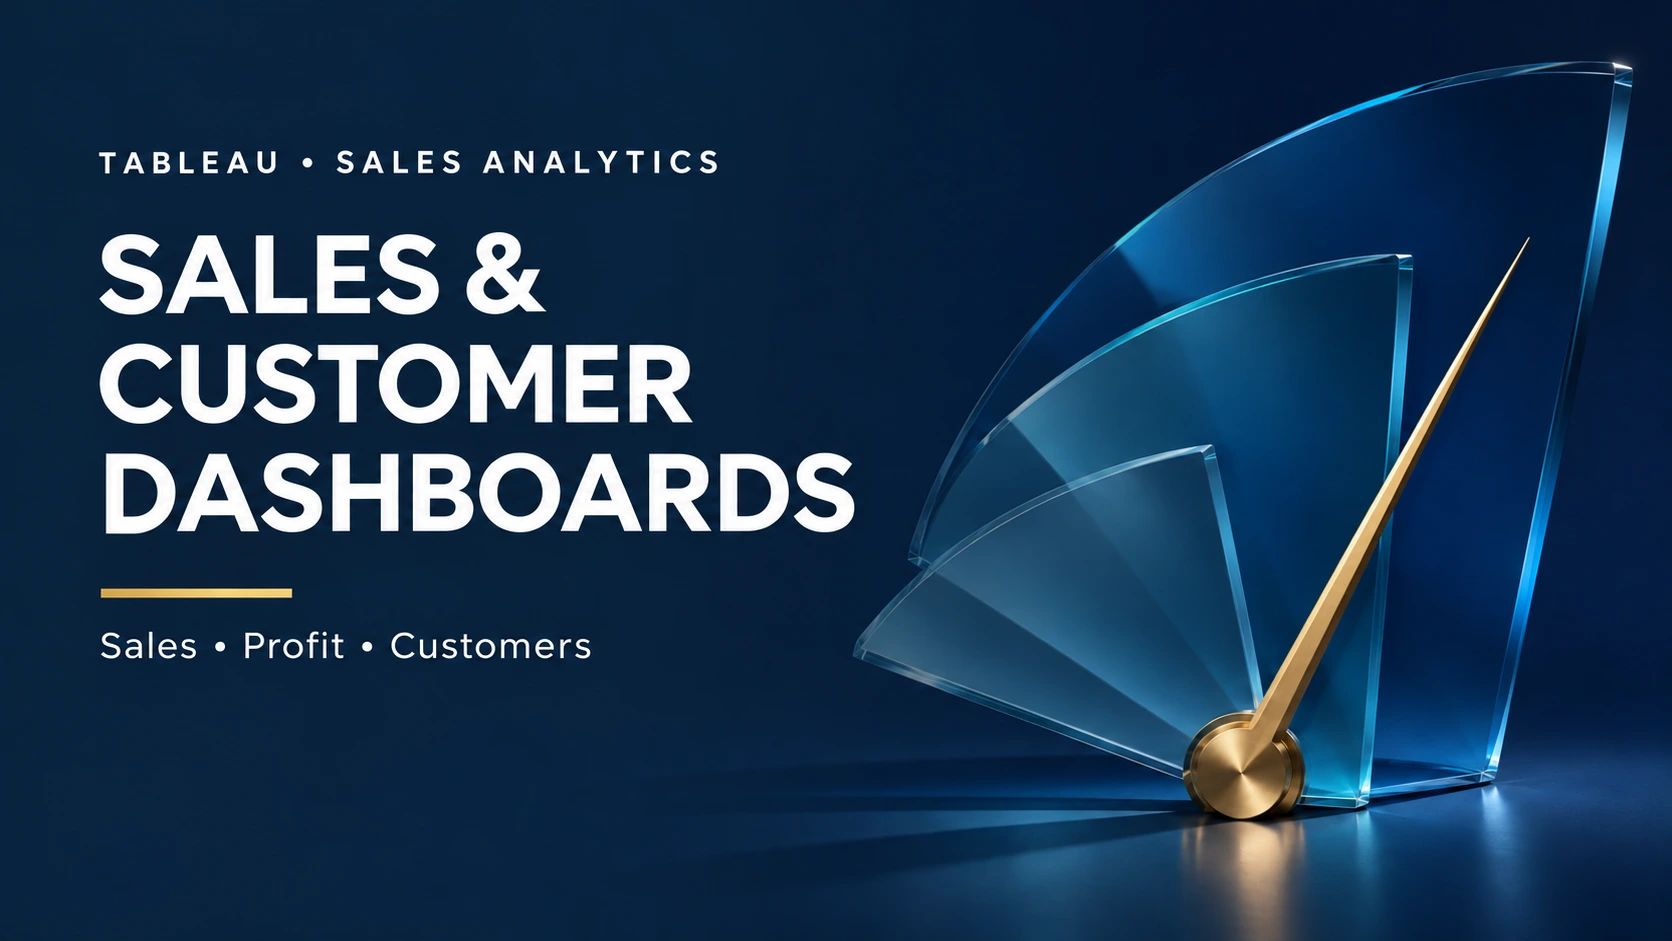 TABLEAU • SALES ANALYTICS
SALES &
CUSTOMER
DASHBOARDS
Sales • Profit • Customers